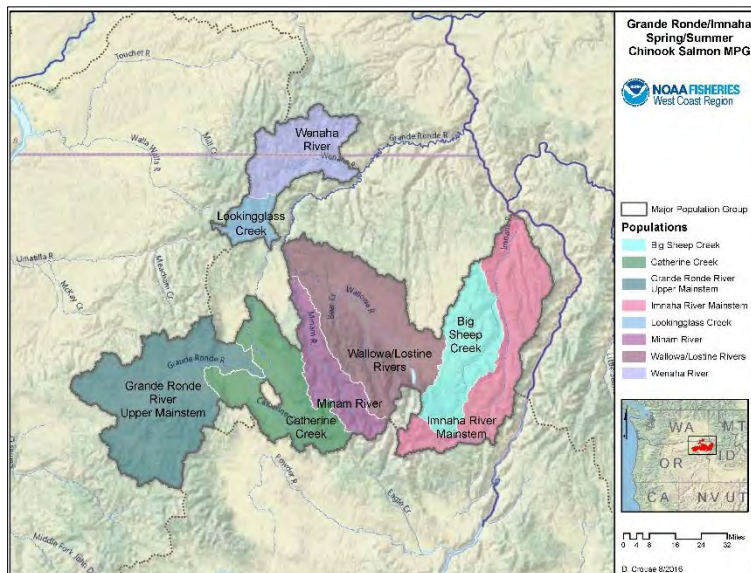 Grande Ronde/Imnaha
Spring/Summer
Chinook Salmon MPG
NOAA FISHERIES
West Coast Region
Major Population Group
Populations
Big Sheep Creek
Catherine Creek
Grande Ronde River
Upper Mainstem
Imnaha River Mainstem
Lookingglass Creek
Minam River
Wallowa/Lostine Rivers
Wenaha River
WA
MT
OR
ID
CA
NV
UT
0 4 8 16 24 32
Miles
D. Crouse 8/2016
Touchet R.
Walla Walla R.
Mill Cr.
Wenaha
River
Grande Ronde R.
Wenaha R.
Lookingglass
Creek
Umatilla R.
Meacham Cr.
McKay Cr.
Imnaha R.
Minam R.
Bear Cr.
Wallowa R.
Big
Sheep
Creek
Wallowa/Lostine
Rivers
Grande Ronde R.
Grande Ronde
River
Upper Mainstem
Minam River
Catherine
Creek
Imnaha River
Mainstem
Powder R.
Eagle Cr.
Middle Fork John D